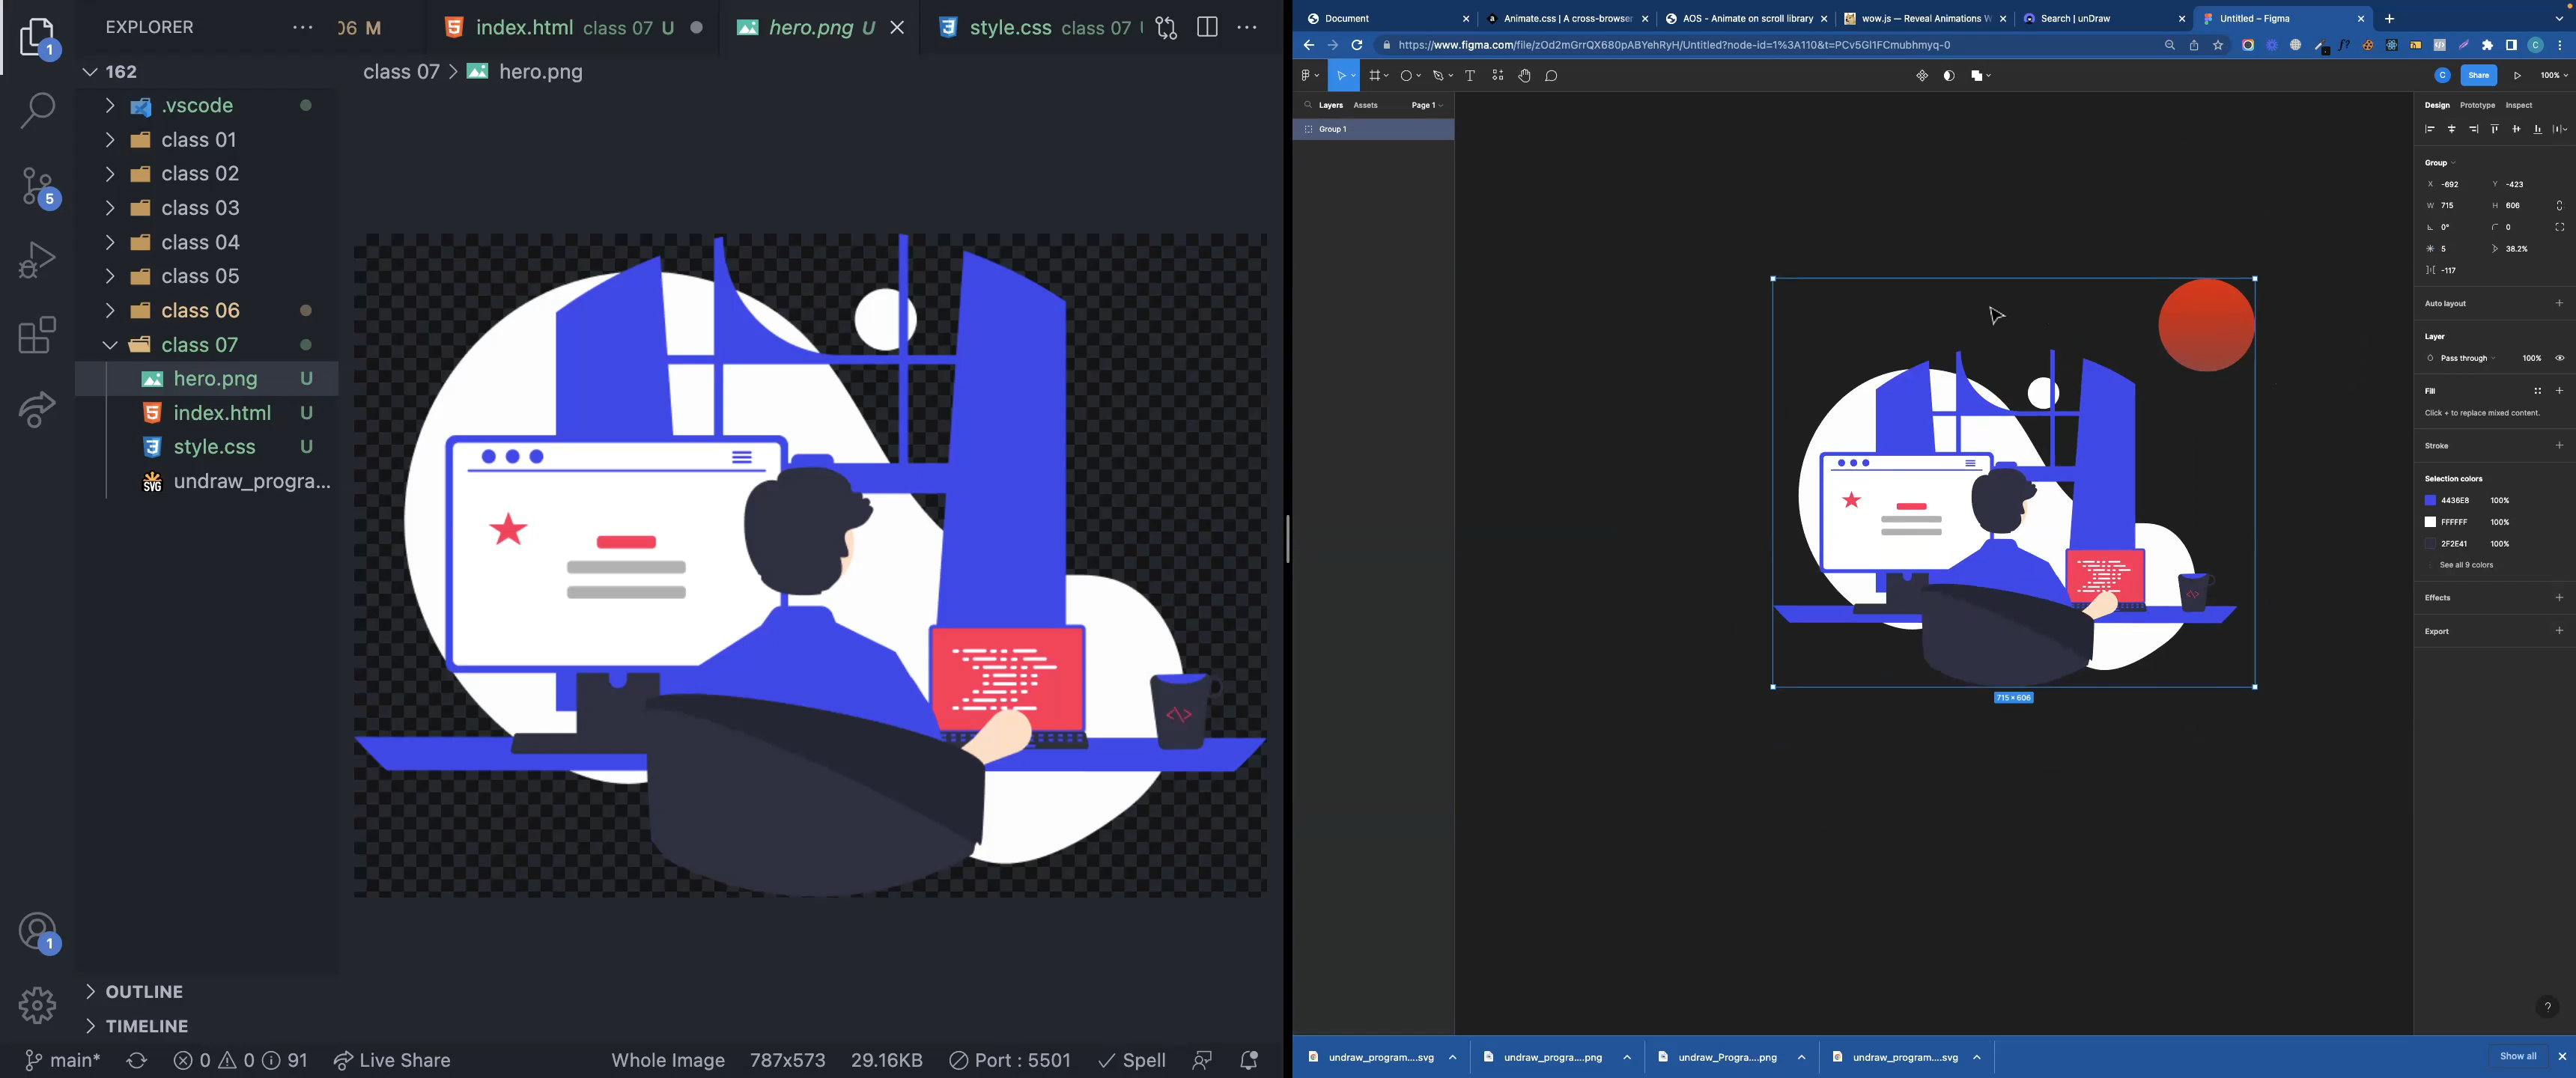 EXPLORER
162
.vscode
class 01
class 02
class 03
class 04
class 05
class 06
class 07
hero.png U
index.html U
style.css U
undraw_progra...
OUTLINE
TIMELINE
06 M
index.html class 07 U
hero.png U
style.css class 07
class 07 > hero.png
</>
main*
0 0 91
Live Share
Whole Image
787x573
29.16KB
Port : 5501
Spell
1
5
1
Document
Animate.css | A cross-browser
AOS - Animate on scroll library
wow.js — Reveal Animations W
Search | unDraw
Untitled – Figma
https://www.figma.com/file/zOd2mGrrQX680pABYehRyH/Untitled?node-id=1%3A110&t=PCv5Gl1FCmubhmyq-0
C
C
Share
100%
Layers
Assets
Page 1
Group 1
715 × 606
</>
Design
Prototype
Inspect
Group
X -692 Y -423
W 715 H 606
0° 0
5 38.2%
-117
Auto layout
Layer
Pass through 100%
Fill
Click + to replace mixed content.
Stroke
Selection colors
4436E8 100%
FFFFFF 100%
2F2E41 100%
See all 9 colors
Effects
Export
?
undraw_program....svg
undraw_progra....png
undraw_Progra....png
undraw_program....svg
Show all